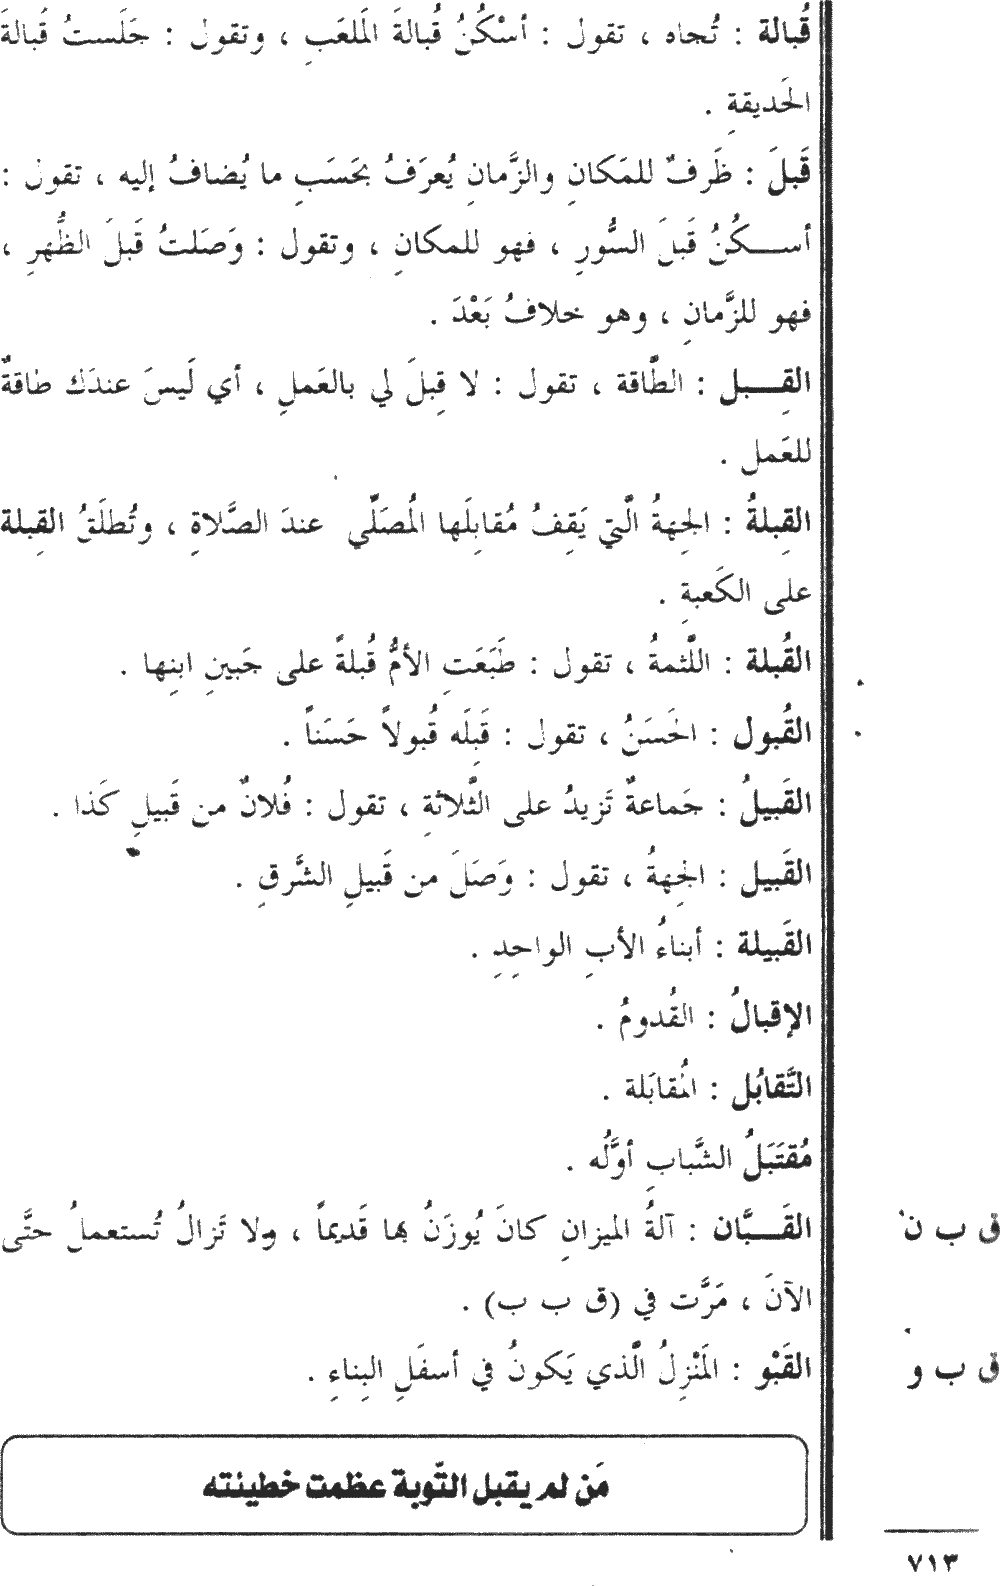 قُبالة : تُجاه ، تقول : أسْكُنُ قُبالةَ المَلعَبِ ، وتقول : جَلَستُ قُبالةَ
الحَديقةِ .
قَبلَ : ظَرفٌ للمَكانِ والزَّمانِ يُعرَفُ بحَسَبِ ما يُضافُ إليه ، تقول :
أســـكُنُ قَبلَ السُّورِ ، فهو للمكانِ ، وتقول : وَصَلتُ قَبلَ الظُّهرِ ،
فهو للزَّمانِ ، وهو خلافُ بَعْدَ .
القِـــبل : الطَّاقة ، تقول : لا قِبلَ لي بالعَملِ ، أي لَيسَ عندَك طاقةٌ
للعَملِ .
القِبلةُ : الجِهةُ الَّتي يَقِفُ مُقابِلَها المُصَلِّي عندَ الصَّلاةِ ، وتُطلَقُ القِبلة
على الكَعبةِ .
القُبلة : اللَّثمةُ ، تقول : طَبَعَتِ الأمُّ قُبلةً على جَبينِ ابنِها .
القُبول : الحَسَنُ ، تقول : قَبِلَه قُبولاً حَسَناً .
القَبيلُ : جَماعةٌ تَزيدُ على الثَّلاثةِ ، تقول : فُلانٌ من قَبيلِ كَذا .
القَبيل : الجِهةُ ، تقول : وَصَلَ من قَبيلِ الشَّرقِ .
القَبيلة : أبناءُ الأبِ الواحِدِ .
الإقبالُ : القُدومُ .
التَّقابُل : المُقابَلة .
مُقتَبَلُ الشَّبابِ أوَّلُه .
ق ب ن القَـــبَّان : آلةُ الميزانِ كانَ يُوزَنُ بها قَديماً ، ولا تَزالُ تُستعملُ حتَّى
الآنَ ، مَرَّت في (ق ب ب) .
ق ب و القَبْو : المَنْزِلُ الَّذي يَكونُ في أسفَلِ البِناءِ .
مَن لم يقبل التّوبة عظمت خطيئته
٧١٣